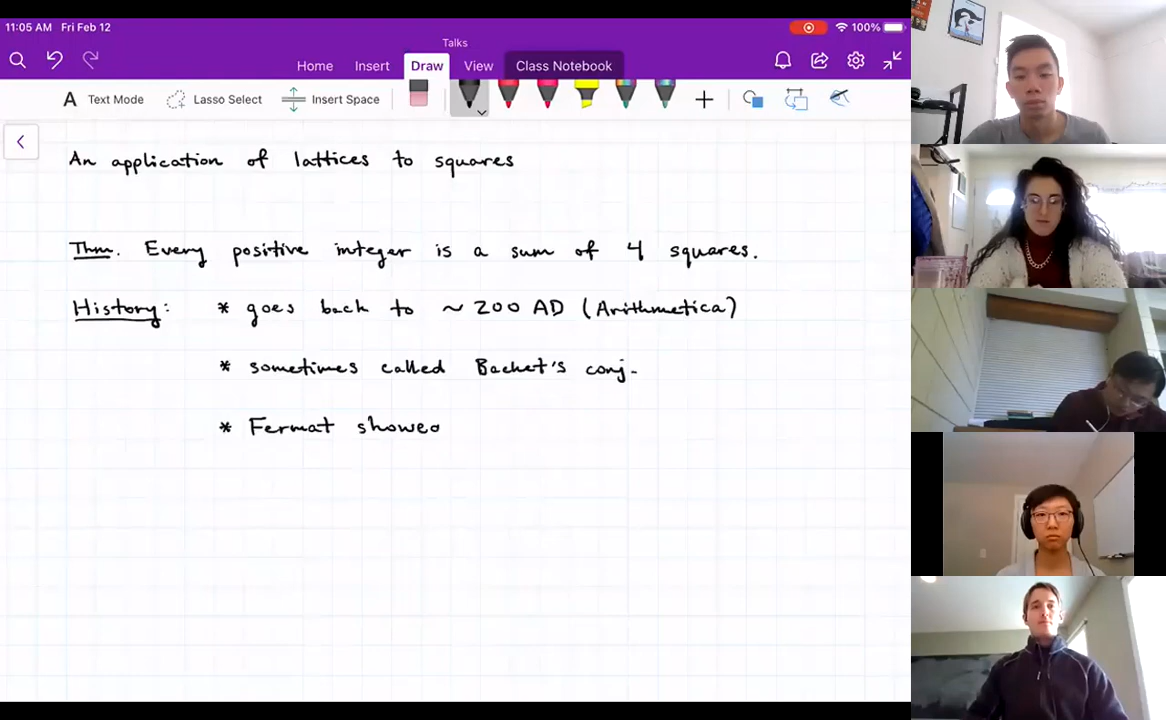 11:05 AM Fri Feb 12
100%
Talks
Home Insert Draw View Class Notebook
Text Mode Lasso Select Insert Space
An application of lattices to squares
Thm. Every positive integer is a sum of 4 squares.
History: * goes back to ~ 200 AD (Arithmetica)
* sometimes called Bachet's conj.
* Fermat showed